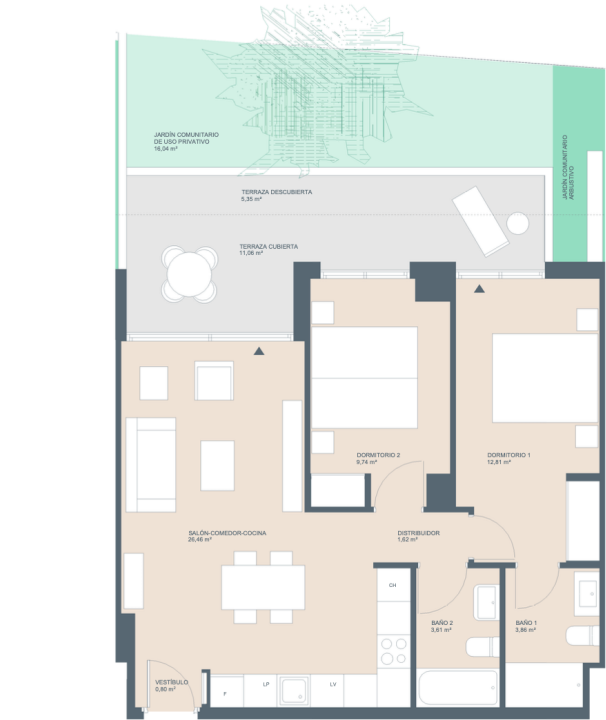 JARDÍN COMUNITARIO
DE USO PRIVATIVO
16,04 m²
JARDÍN COMUNITARIO
ARBUSTIVO
TERRAZA DESCUBIERTA
5,35 m²
TERRAZA CUBIERTA
11,06 m²
DORMITORIO 2
9,74 m²
DORMITORIO 1
12,81 m²
SALÓN-COMEDOR-COCINA
26,46 m²
DISTRIBUIDOR
1,62 m²
CH
BAÑO 2
3,61 m²
BAÑO 1
3,86 m²
VESTÍBULO
0,80 m²
F
LP
LV